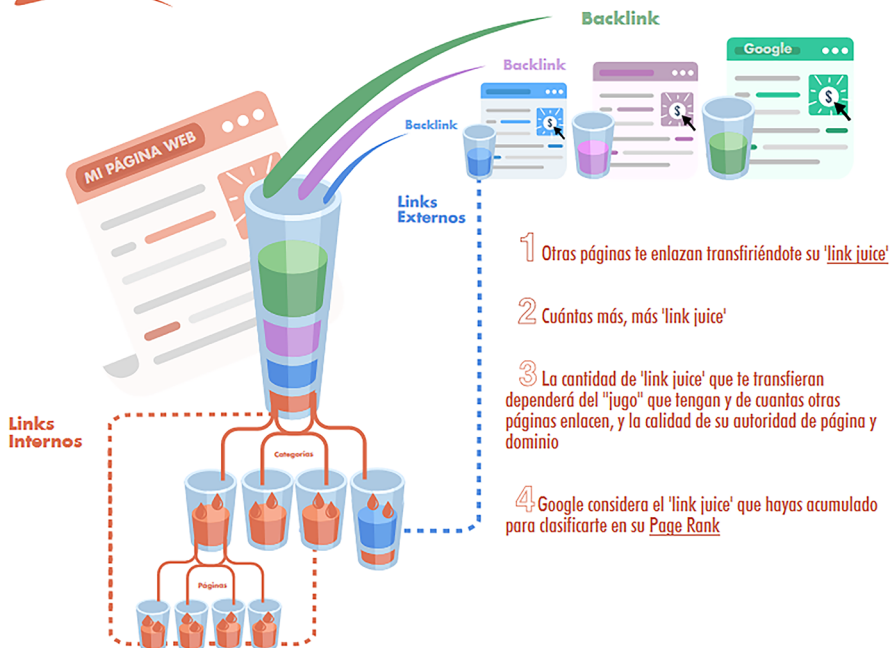 Backlink
Google
Backlink
Backlink
MI PÁGINA WEB
Links
Externos
1 Otras páginas te enlazan transfiriéndote su 'link juice'
2 Cuántas más, más 'link juice'
3 La cantidad de 'link juice' que te transfieran
dependerá del "jugo" que tengan y de cuantas otras
páginas enlacen, y la calidad de su autoridad de página y
dominio
Links
Internos
Categorías
4 Google considera el 'link juice' que hayas acumulado
para clasificarte en su Page Rank
Páginas
$
$
$